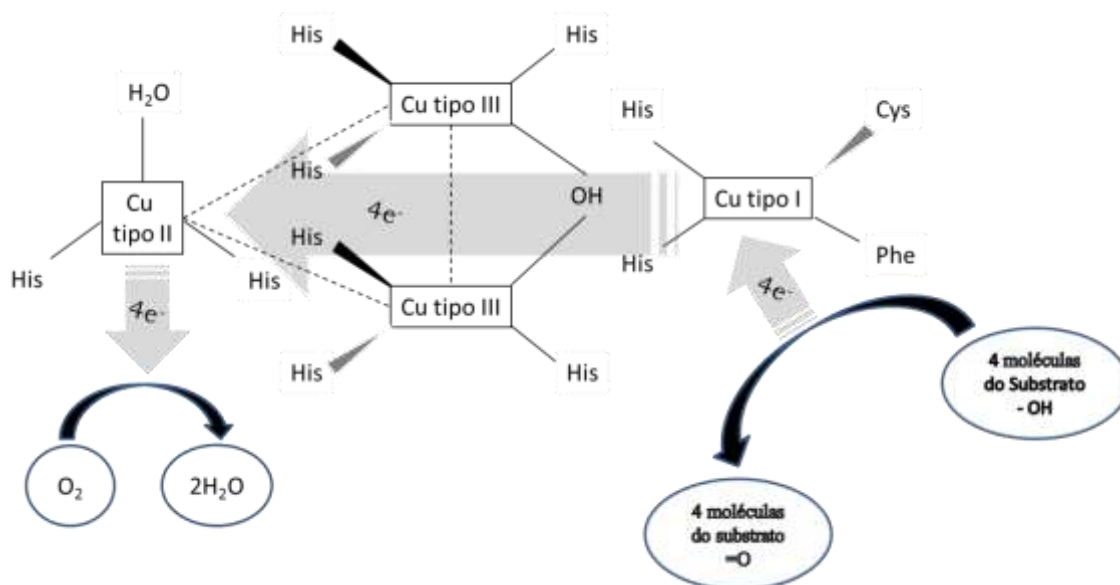 His
His
H₂O
Cu tipo III
His
Cys
His
Cu
tipo II
4e-
OH
Cu tipo I
His
His
His
His
Phe
4e-
Cu tipo III
4e-
His
His
4 moléculas
do Substrato
- OH
O₂
2H₂O
4 moléculas
do substrato
=O